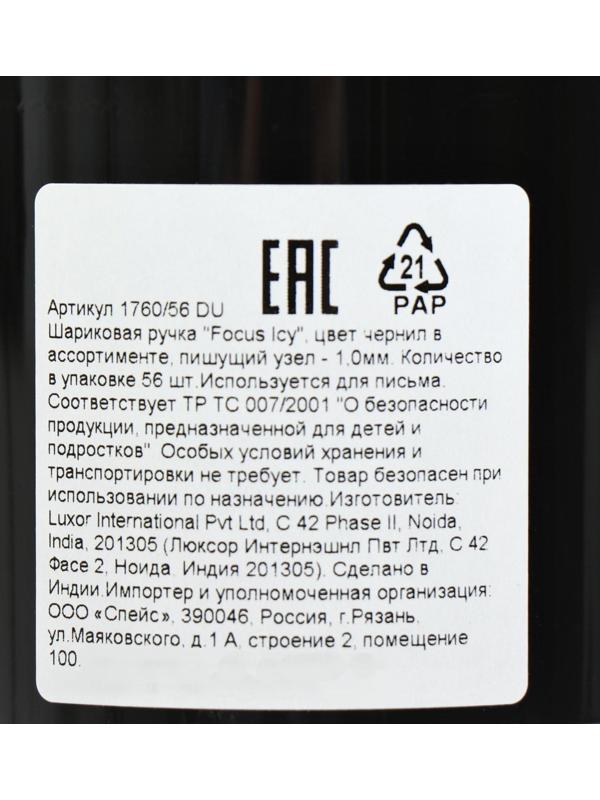 EAC
21
PAP
Артикул 1760/56 DU
Шариковая ручка "Focus Icy", цвет чернил в
ассортименте, пишущий узел - 1,0мм. Количество
в упаковке 56 шт.Используется для письма.
Соответствует ТР ТС 007/2001 "О безопасности
продукции, предназначенной для детей и
подростков" Особых условий хранения и
транспортировки не требует. Товар безопасен при
использовании по назначению.Изготовитель:
Luxor International Pvt Ltd, C 42 Phase II, Noida,
India, 201305 (Люксор Интернэшнл Пвт Лтд, С 42
Фасе 2, Ноида. Индия 201305). Сделано в
Индии.Импортер и уполномоченная организация:
ООО «Спейс», 390046, Россия, г.Рязань.
ул.Маяковского, д.1 А, строение 2, помещение
100.